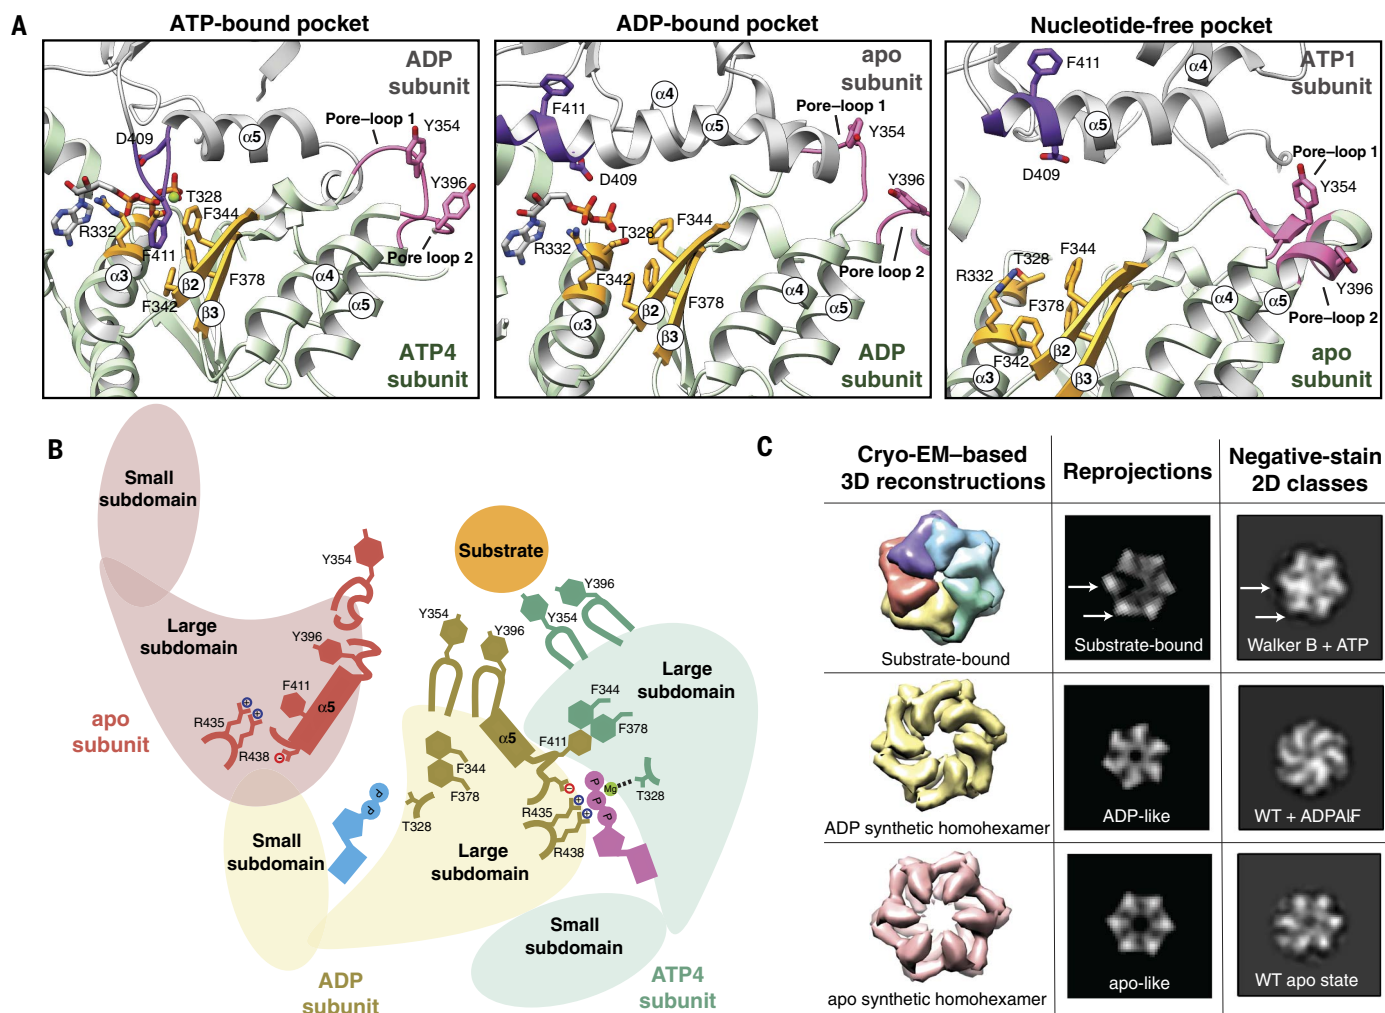 A
ATP-bound pocket
ADP-bound pocket
Nucleotide-free pocket
ADP
subunit
D409
α5
Pore–loop 1
Y354
Y396
T328
F344
R332
F411
F378
α3
β2
F342
β3
α4
α5
Pore loop 2
ATP4
subunit
apo
subunit
F411
α4
α5
Pore–loop 1
Y354
D409
Y396
F344
T328
R332
F342
F378
Pore loop 2
α3
β2
β3
α4
α5
ADP
subunit
F411
α4
ATP1
subunit
α5
D409
Pore–loop 1
Y354
F344
T328
R332
F378
Y396
α4
α5
Pore–loop 2
F342
β2
α3
β3
apo
subunit
B
Small
subdomain
Y354
Large
subdomain
Y396
F411
R435
α5
R438
apo
subunit
Substrate
Y396
Y354
Y354
Y396
Large
subdomain
F344
F378
α5
F411
F344
F378
T328
P
P
P
P
P
Mg
T328
R435
R438
Small
subdomain
Large
subdomain
Small
subdomain
ADP
subunit
ATP4
subunit
C
Cryo-EM–based
3D reconstructions
Reprojections
Negative-stain
2D classes
Substrate-bound
Substrate-bound
Walker B + ATP
ADP synthetic homohexamer
ADP-like
apo synthetic homohexamer
apo-like
WT apo state